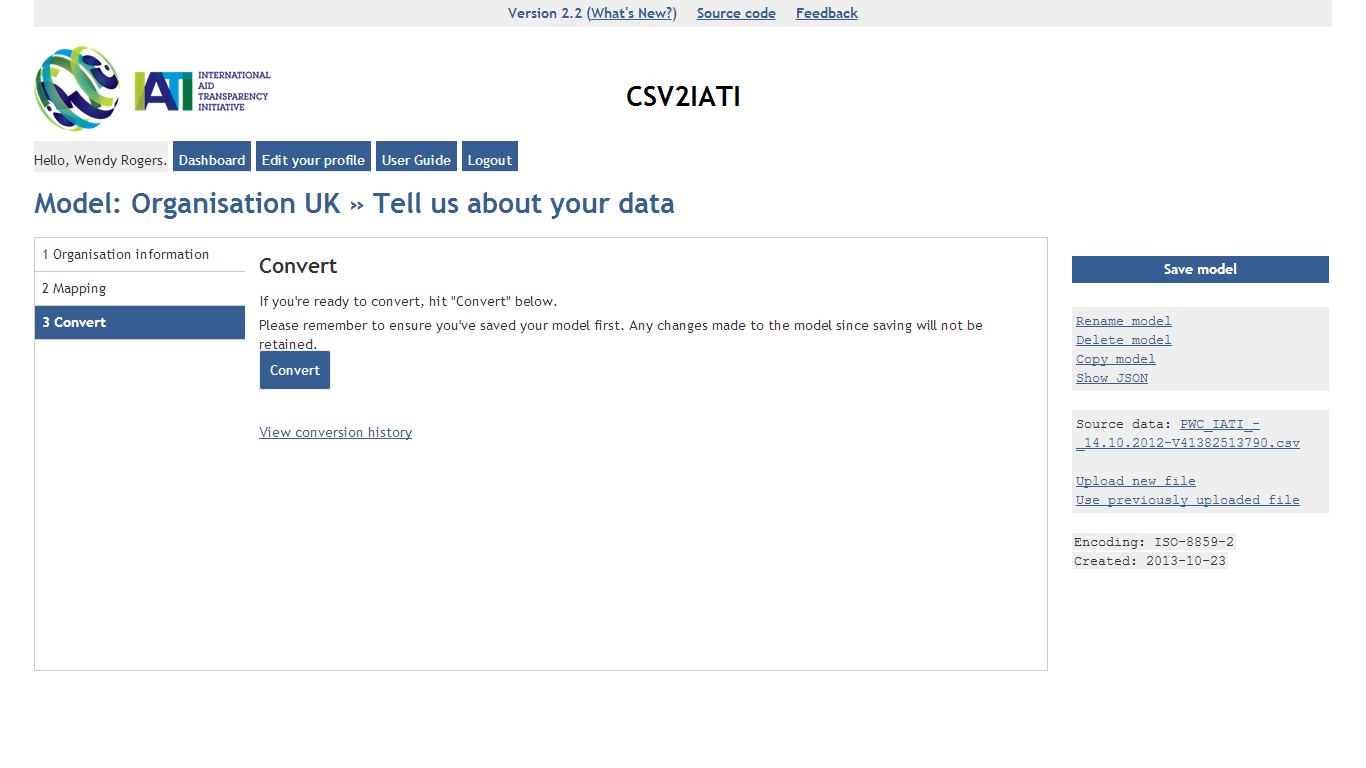 Version 2.2 (What's New?) Source code Feedback
IATI INTERNATIONAL
AID
TRANSPARENCY
INITIATIVE
CSV2IATI
Hello, Wendy Rogers. Dashboard Edit your profile User Guide Logout
Model: Organisation UK » Tell us about your data
1 Organisation information
2 Mapping
3 Convert
Convert
If you're ready to convert, hit "Convert" below.
Please remember to ensure you've saved your model first. Any changes made to the model since saving will not be
retained.
Convert
View conversion history
Save model
Rename model
Delete model
Copy model
Show JSON
Source data: PWC_IATI_-
_14.10.2012-V41382513790.csv
Upload new file
Use previously uploaded file
Encoding: ISO-8859-2
Created: 2013-10-23